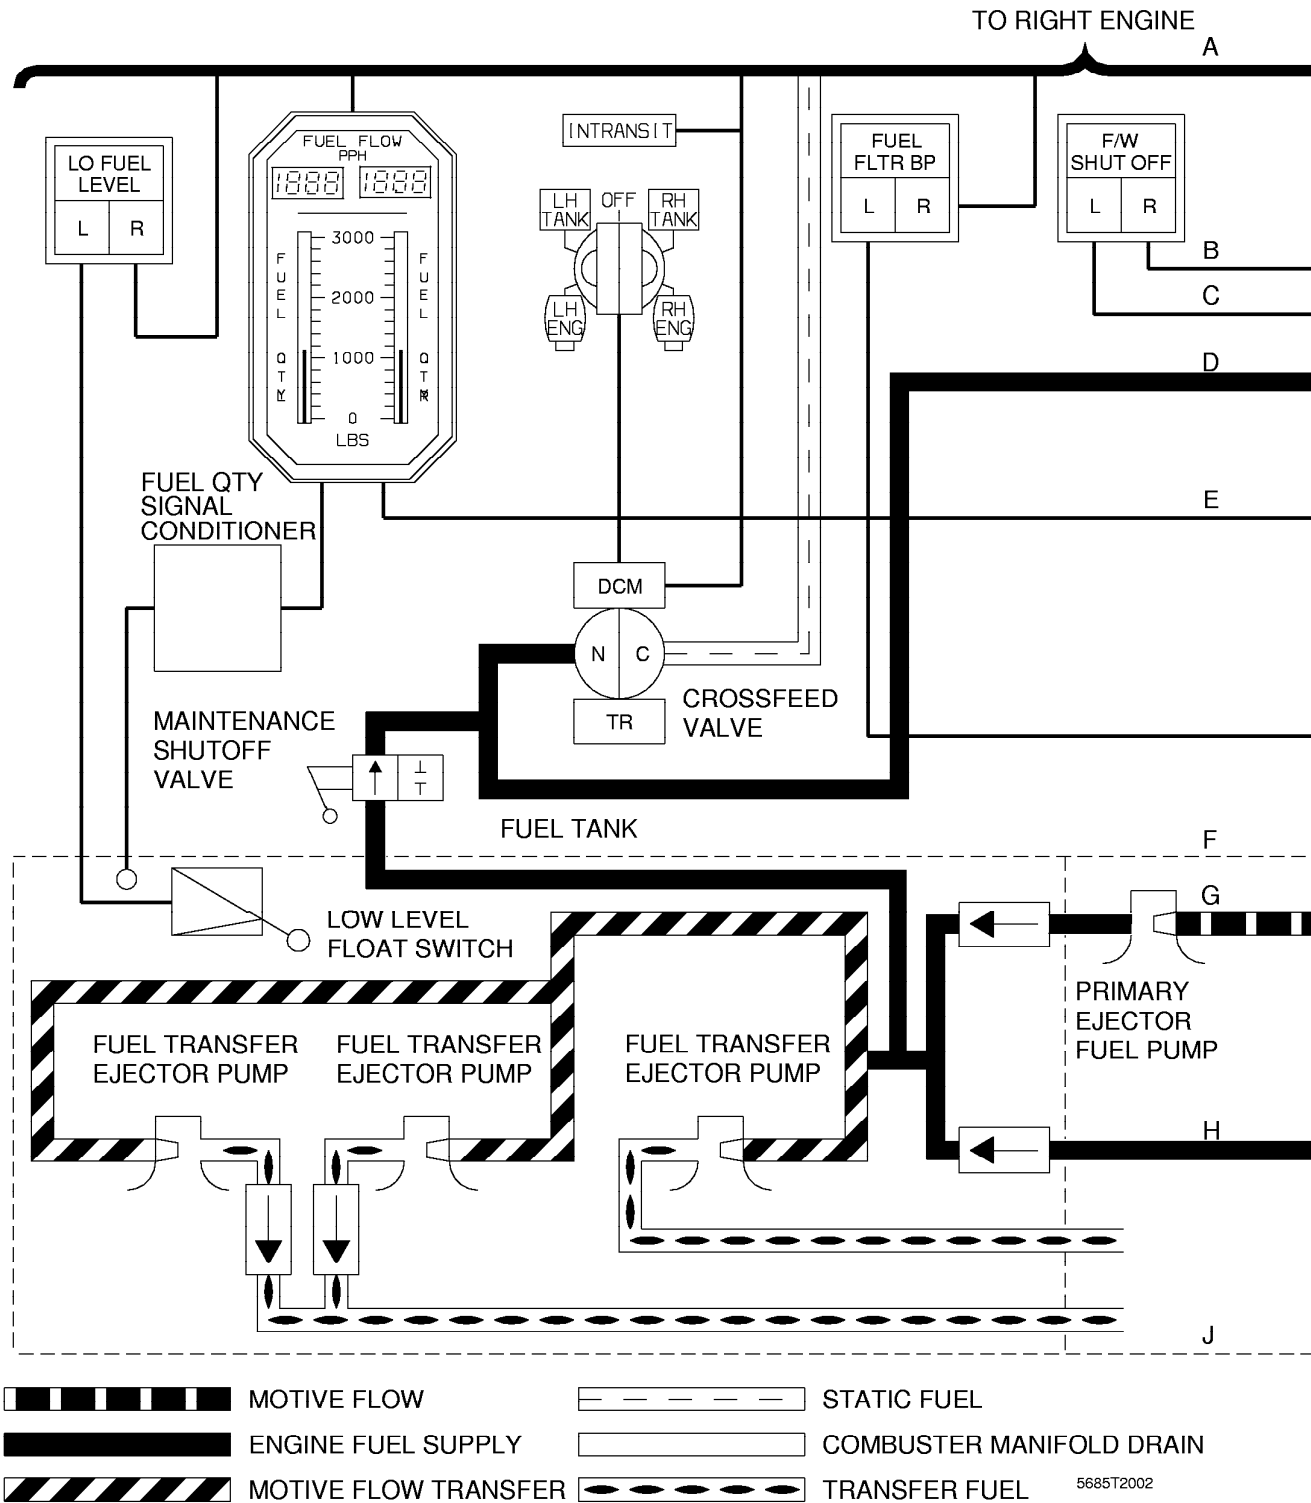 TO RIGHT ENGINE
A
LO FUEL
LEVEL
L R
FUEL FLOW
PPH
1888 1888
3000
2000
1000
0
LBS
FUEL QTY L
FUEL QTY R
INTRANSIT
LH
TANK
OFF
RH
TANK
LH
ENG
RH
ENG
FUEL
FLTR BP
L R
F/W
SHUT OFF
L R
B
C
D
E
FUEL QTY
SIGNAL
CONDITIONER
DCM
N C
TR
CROSSFEED
VALVE
MAINTENANCE
SHUTOFF
VALVE
FUEL TANK
F
G
LOW LEVEL
FLOAT SWITCH
PRIMARY
EJECTOR
FUEL PUMP
FUEL TRANSFER
EJECTOR PUMP
FUEL TRANSFER
EJECTOR PUMP
FUEL TRANSFER
EJECTOR PUMP
H
J
MOTIVE FLOW
ENGINE FUEL SUPPLY
MOTIVE FLOW TRANSFER
STATIC FUEL
COMBUSTER MANIFOLD DRAIN
TRANSFER FUEL
5685T2002